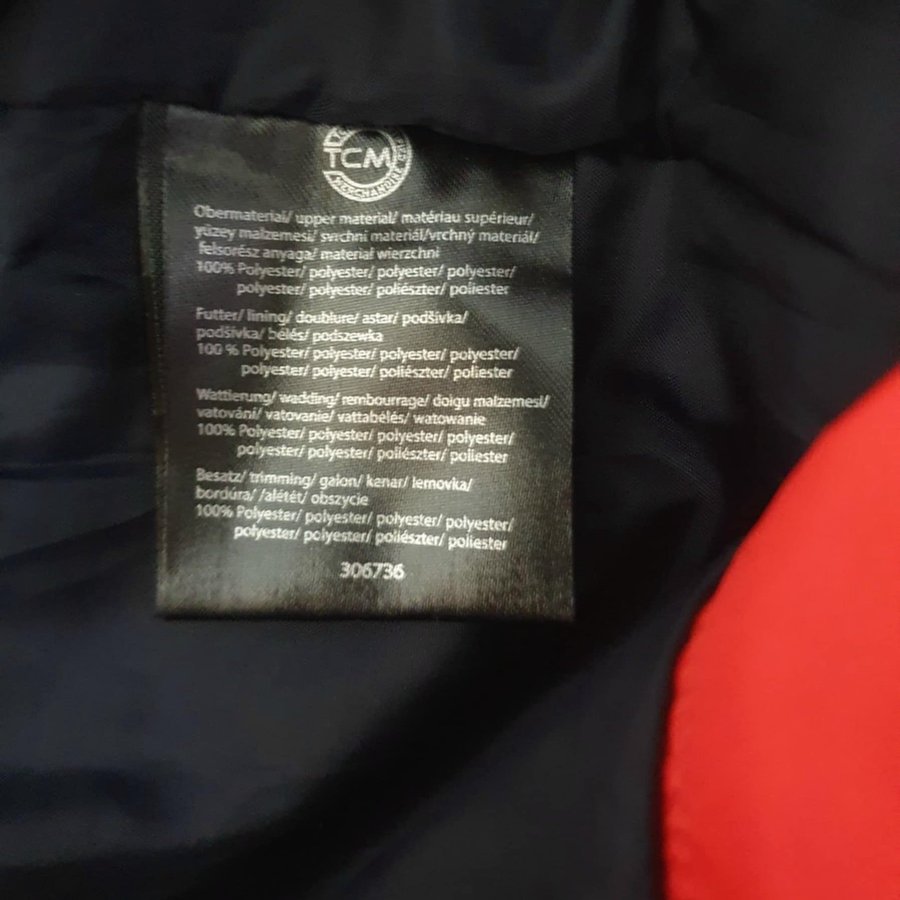 TCM
MERCHANDISE
Obermaterial/ upper material/ matériau supérieur/
yüzey malzemesi/ svrchní materiál/vrchný materiál/
felsorész anyaga/ materiał wierzchni
100% Polyester/ polyester/ polyester/ polyester/
polyester/ polyester/ poliészter/ poliester
Futter/ lining/ doublure/ astar/ podšívka/
podšívka/ bélés/ podszewka
100 % Polyester/ polyester/ polyester/ polyester/
polyester/ polyester/ poliészter/ poliester
Wattierung/ wadding/ rembourrage/ dolgu malzemesi/
vatování/ vatovanie/ vattabélés/ watowanie
100% Polyester/ polyester/ polyester/ polyester/
polyester/ polyester/ poliészter/ poliester
Besatz/ trimming/ galon/ kenar/ lemovka/
bordúra/ /alétét/ obszycie
100% Polyester/ polyester/ polyester/ polyester/
polyester/ polyester/ poliészter/ poliester
306736